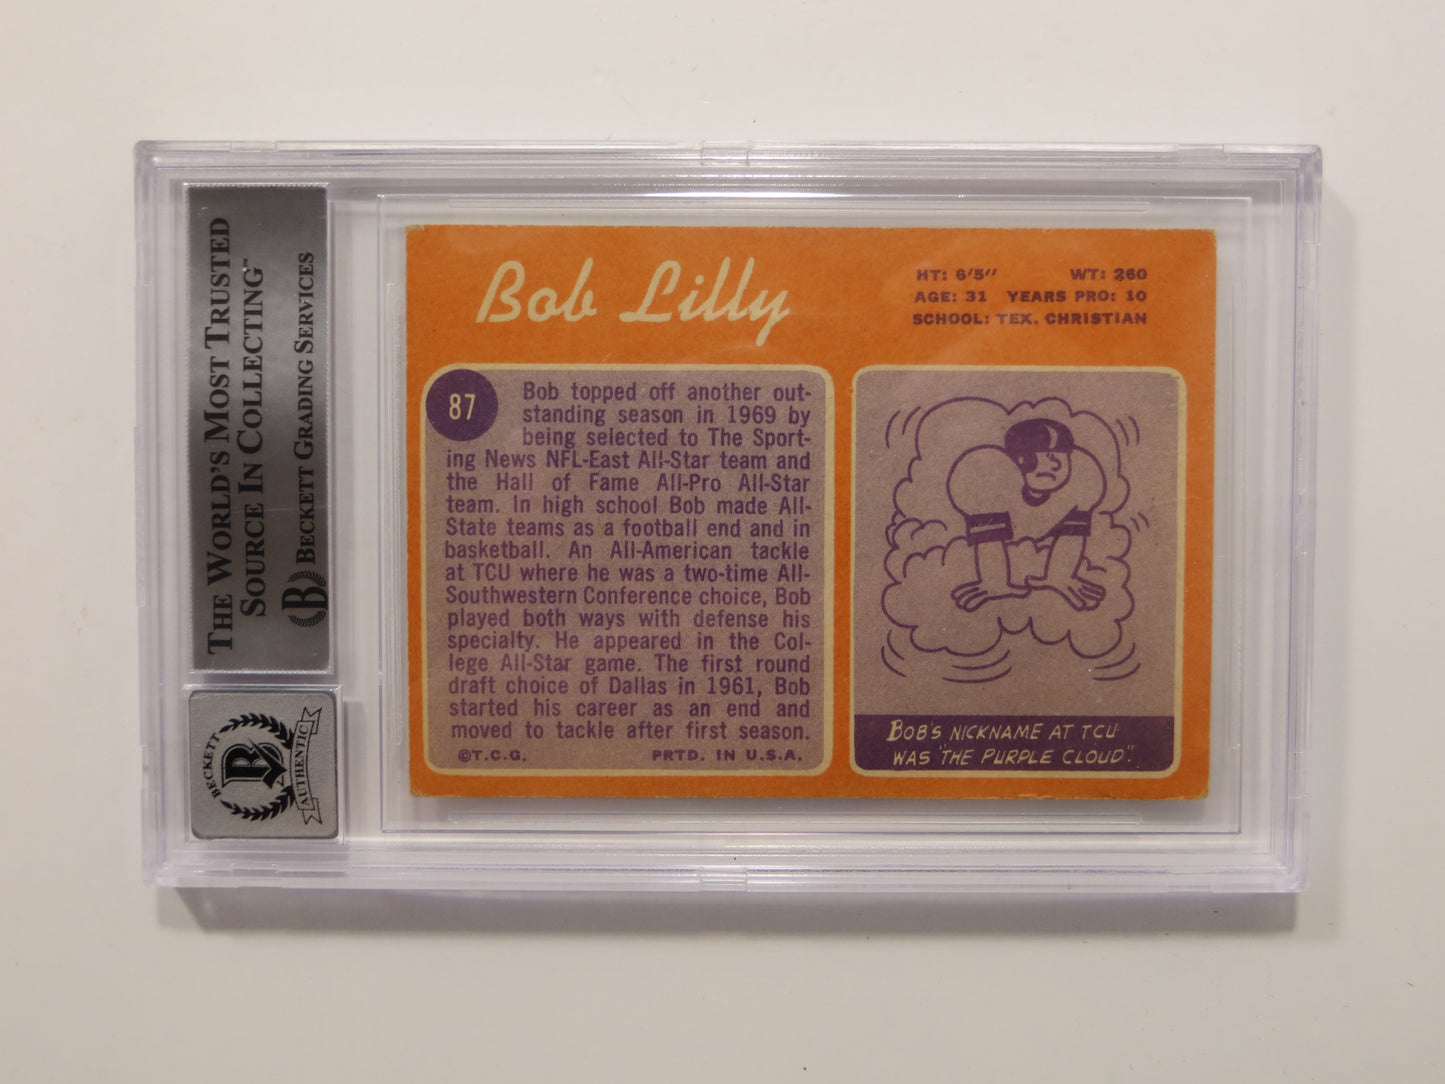 THE WORLD'S MOST TRUSTED
SOURCE IN COLLECTING™
BECKETT GRADING SERVICES
B
BECKETT
B
AUTHENTIC
Bob Lilly
HT: 6'5" WT: 260
AGE: 31 YEARS PRO: 10
SCHOOL: TEX. CHRISTIAN
87
Bob topped off another out-
standing season in 1969 by
being selected to The Sport-
ing News NFL-East All-Star team and
the Hall of Fame All-Pro All-Star
team. In high school Bob made All-
State teams as a football end and in
basketball. An All-American tackle
at TCU where he was a two-time All-
Southwestern Conference choice, Bob
played both ways with defense his
specialty. He appeared in the Col-
lege All-Star game. The first round
draft choice of Dallas in 1961, Bob
started his career as an end and
moved to tackle after first season.
©T.C.G. PRTD. IN U.S.A.
BOB'S NICKNAME AT TCU
WAS "THE PURPLE CLOUD".